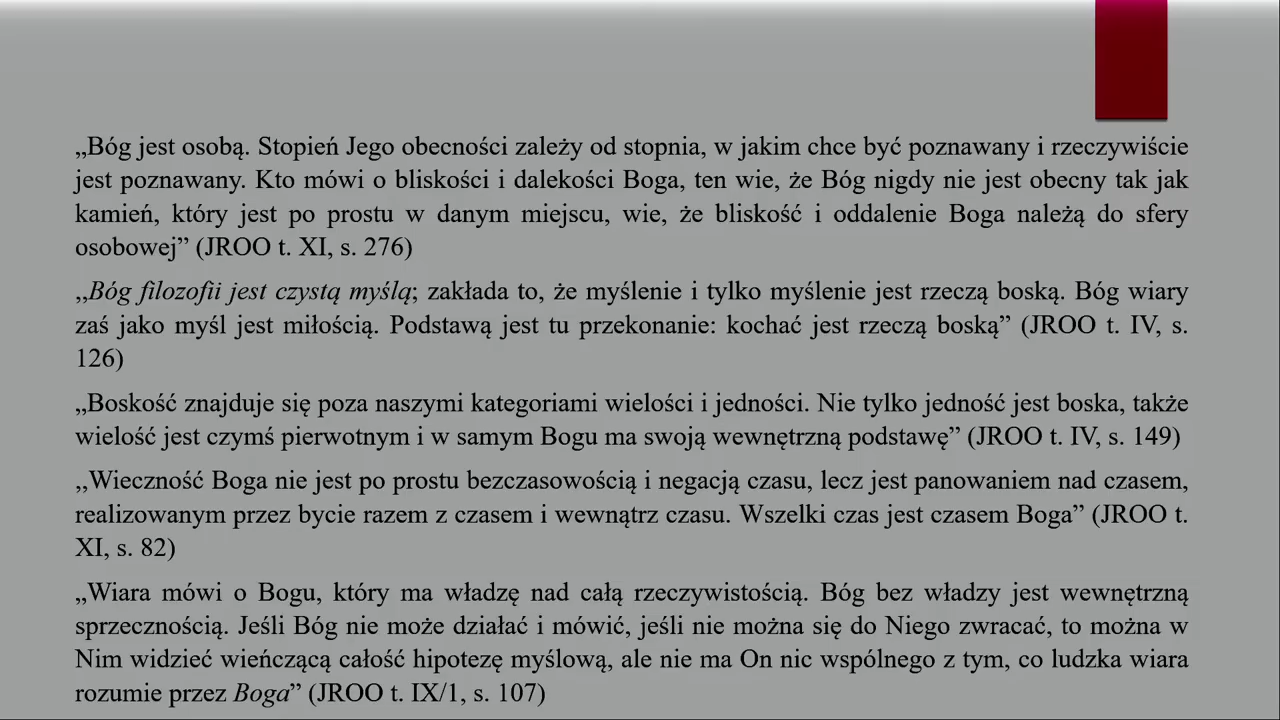 „Bóg jest osobą. Stopień Jego obecności zależy od stopnia, w jakim chce być poznawany i rzeczywiście
jest poznawany. Kto mówi o bliskości i dalekości Boga, ten wie, że Bóg nigdy nie jest obecny tak jak
kamień, który jest po prostu w danym miejscu, wie, że bliskość i oddalenie Boga należą do sfery
osobowej” (JROO t. XI, s. 276)
,,Bóg filozofii jest czystą myślą; zakłada to, że myślenie i tylko myślenie jest rzeczą boską. Bóg wiary
zaś jako myśl jest miłością. Podstawą jest tu przekonanie: kochać jest rzeczą boską” (JROO t. IV, s.
126)
„Boskość znajduje się poza naszymi kategoriami wielości i jedności. Nie tylko jedność jest boska, także
wielość jest czymś pierwotnym i w samym Bogu ma swoją wewnętrzną podstawę” (JROO t. IV, s. 149)
,,Wieczność Boga nie jest po prostu bezczasowością i negacją czasu, lecz jest panowaniem nad czasem,
realizowanym przez bycie razem z czasem i wewnątrz czasu. Wszelki czas jest czasem Boga” (JROO t.
XI, s. 82)
„Wiara mówi o Bogu, który ma władzę nad całą rzeczywistością. Bóg bez władzy jest wewnętrzną
sprzecznością. Jeśli Bóg nie może działać i mówić, jeśli nie można się do Niego zwracać, to można w
Nim widzieć wieńczącą całość hipotezę myślową, ale nie ma On nic wspólnego z tym, co ludzka wiara
rozumie przez Boga” (JROO t. IX/1, s. 107)